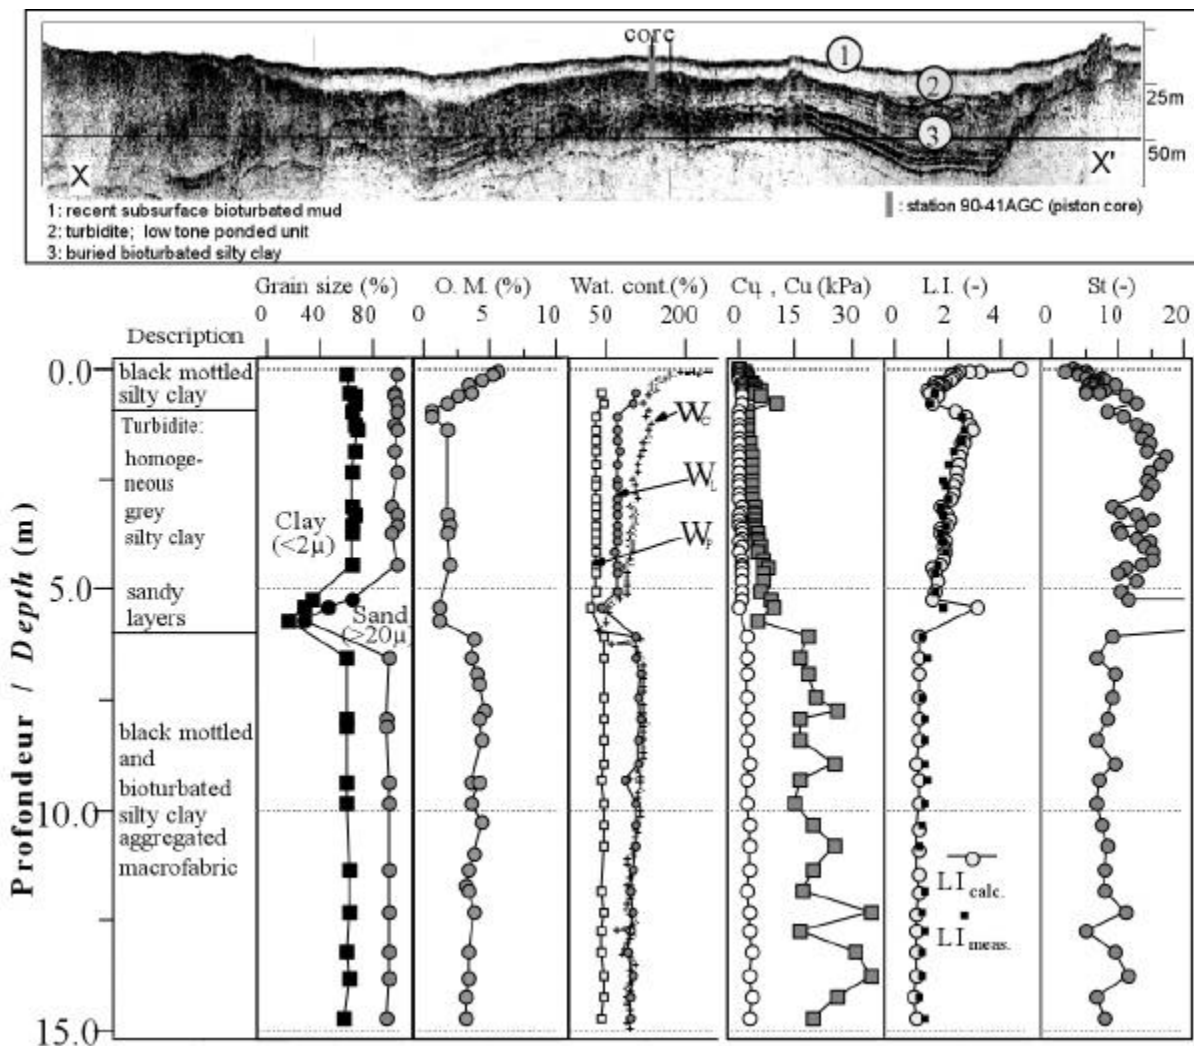 core
1
2
3
25m
50m
X
X'
1: recent subsurface bioturbated mud
2: turbidite; low tone ponded unit
3: buried bioturbated silty clay
: station 90-41AGC (piston core)
Grain size (%)
O. M. (%)
Wat. cont.(%)
Cur , Cu (kPa)
L.I. (-)
St (-)
0 40 80
0 5 10
50 200
0 15 30
0 2 4
0 10 20
Description
Profondeur / Depth (m)
0.0
5.0
10.0
15.0
black mottled
silty clay
Turbidite:
homoge-
neous
grey
silty clay
sandy
layers
black mottled
and
bioturbated
silty clay
aggregated
macrofabric
Clay
(<2µ)
Sand
(>20µ)
WL
WP
LI calc.
LI meas.